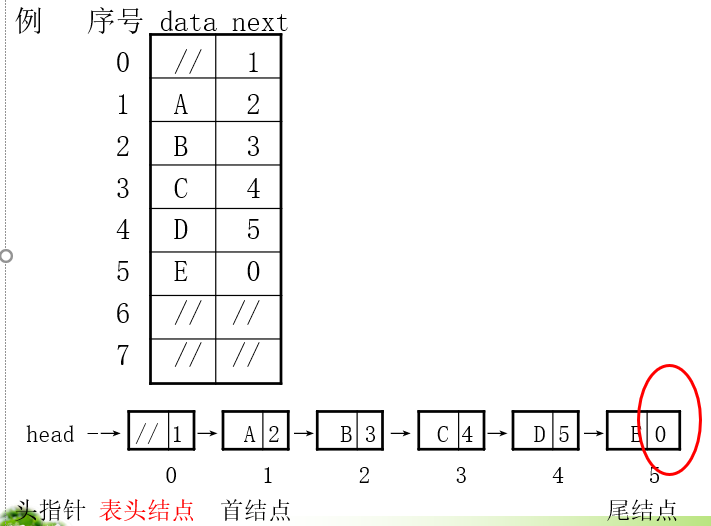 例 序号 data next
0 // 1
1 A 2
2 B 3
3 C 4
4 D 5
5 E 0
6 // //
7 // //
head → // 1 → A 2 → B 3 → C 4 → D 5 → E 0
0 1 2 3 4 5
头指针 表头结点 首结点 尾结点